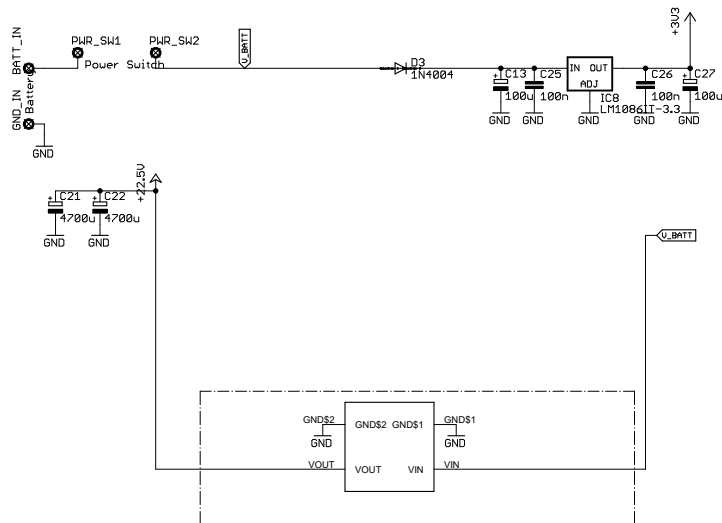 BATT_IN
PWR_SW1
PWR_SW2
Power Switch
V_BATT
D3
1N4004
+3V3
C13
100u
C25
100n
IN OUT
ADJ
IC8
LM1086II-3.3
C26
100n
C27
100u
GND
GND
GND
GND
GND
GND_IN
Battery
GND
+22.5V
C21
4700u
C22
4700u
GND
GND
V_BATT
GND$2
GND
GND$2 GND$1
GND$1
GND
VOUT
VOUT VIN
VIN